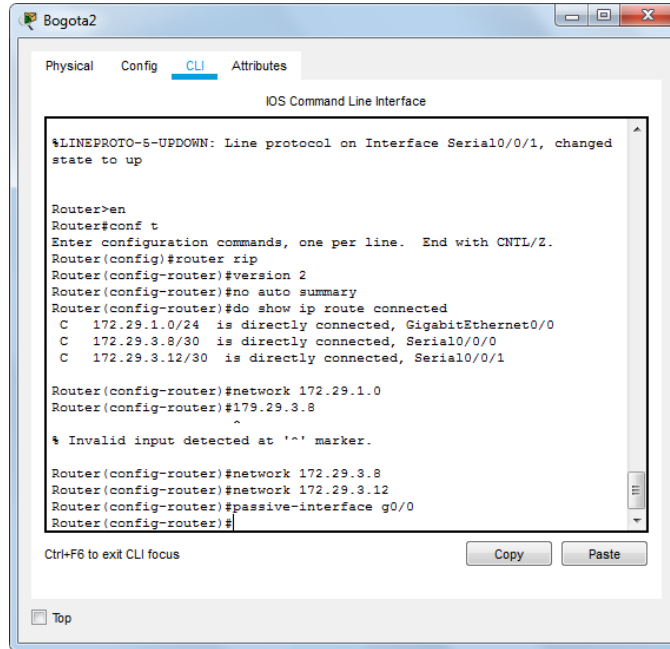 Bogota2
Physical Config CLI Attributes
IOS Command Line Interface
%LINEPROTO-5-UPDOWN: Line protocol on Interface Serial0/0/1, changed
state to up
Router>en
Router#conf t
Enter configuration commands, one per line.  End with CNTL/Z.
Router(config)#router rip
Router(config-router)#version 2
Router(config-router)#no auto summary
Router(config-router)#do show ip route connected
 C   172.29.1.0/24  is directly connected, GigabitEthernet0/0
 C   172.29.3.8/30  is directly connected, Serial0/0/0
 C   172.29.3.12/30  is directly connected, Serial0/0/1
Router(config-router)#network 172.29.1.0
Router(config-router)#179.29.3.8
^
% Invalid input detected at '^' marker.
Router(config-router)#network 172.29.3.8
Router(config-router)#network 172.29.3.12
Router(config-router)#passive-interface g0/0
Router(config-router)#
Ctrl+F6 to exit CLI focus
Copy Paste
Top